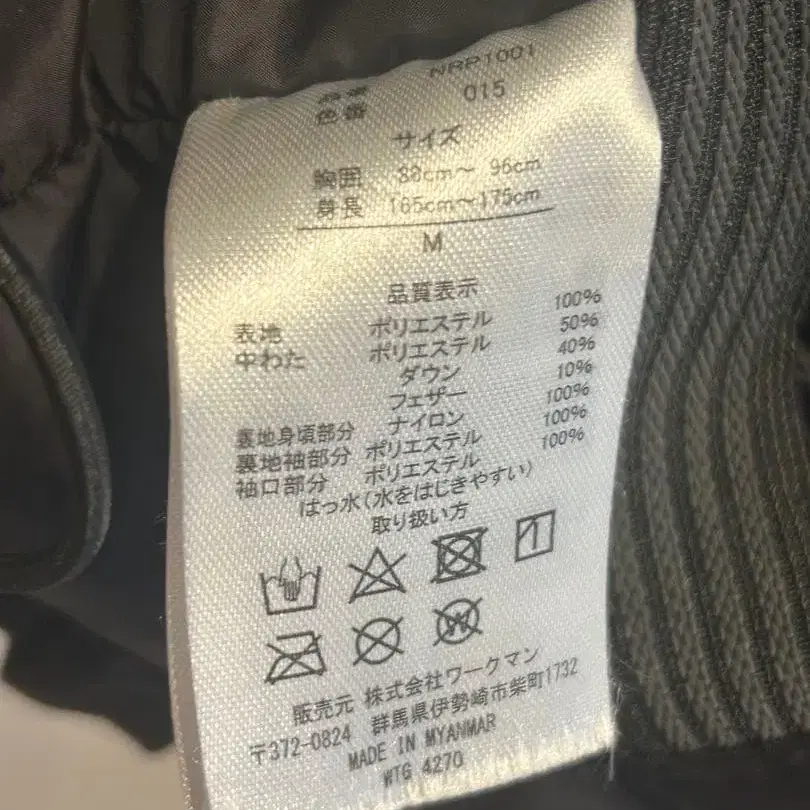 品番 NRP1001
色番 015
サイズ
胸囲 88cm～ 96cm
身長 165cm～175cm
M
品質表示
表地 ポリエステル 100%
中わた ポリエステル 50%
ダウン 40%
フェザー 10%
裏地身頃部分 ナイロン 100%
裏地袖部分 ポリエステル 100%
袖口部分 ポリエステル 100%
はっ水(水をはじきやすい)
取り扱い方
W
販売元 株式会社ワークマン
〒372-0824 群馬県伊勢崎市柴町1732
MADE IN MYANMAR
WTG 4270